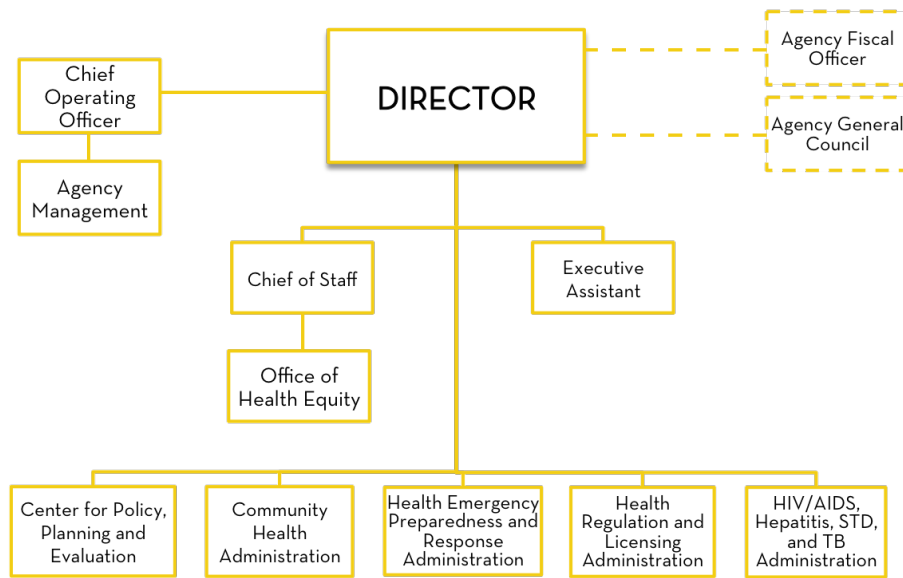 DIRECTOR
Agency Fiscal
Officer
Agency General
Council
Chief
Operating
Officer
Agency
Management
Chief of Staff
Executive
Assistant
Office of
Health Equity
Center for Policy,
Planning and
Evaluation
Community
Health
Administration
Health Emergency
Preparedness and
Response
Administration
Health
Regulation and
Licensing
Administration
HIV/AIDS,
Hepatitis, STD,
and TB
Administration